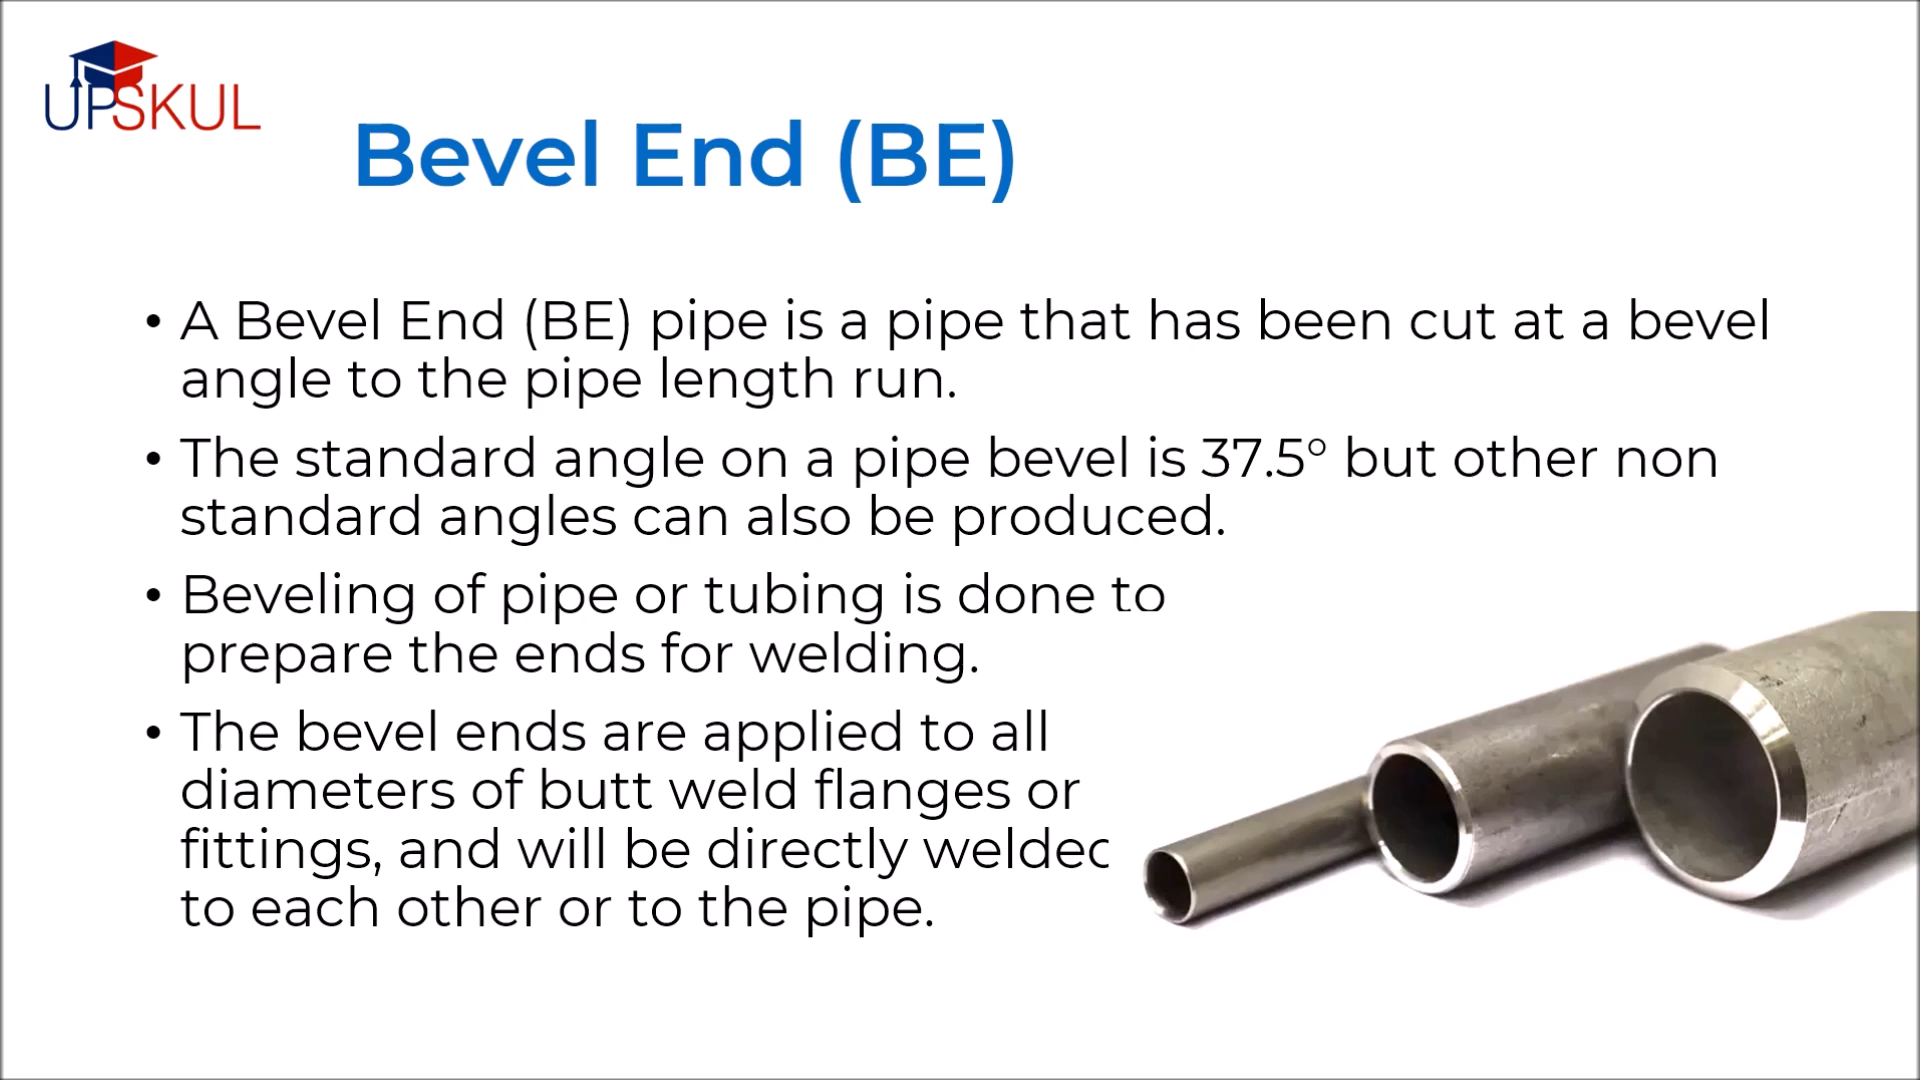 UPSKUL
Bevel End (BE)
• A Bevel End (BE) pipe is a pipe that has been cut at a bevel
angle to the pipe length run.
• The standard angle on a pipe bevel is 37.5° but other non
standard angles can also be produced.
• Beveling of pipe or tubing is done to
prepare the ends for welding.
• The bevel ends are applied to all
diameters of butt weld flanges or
fittings, and will be directly welded
to each other or to the pipe.